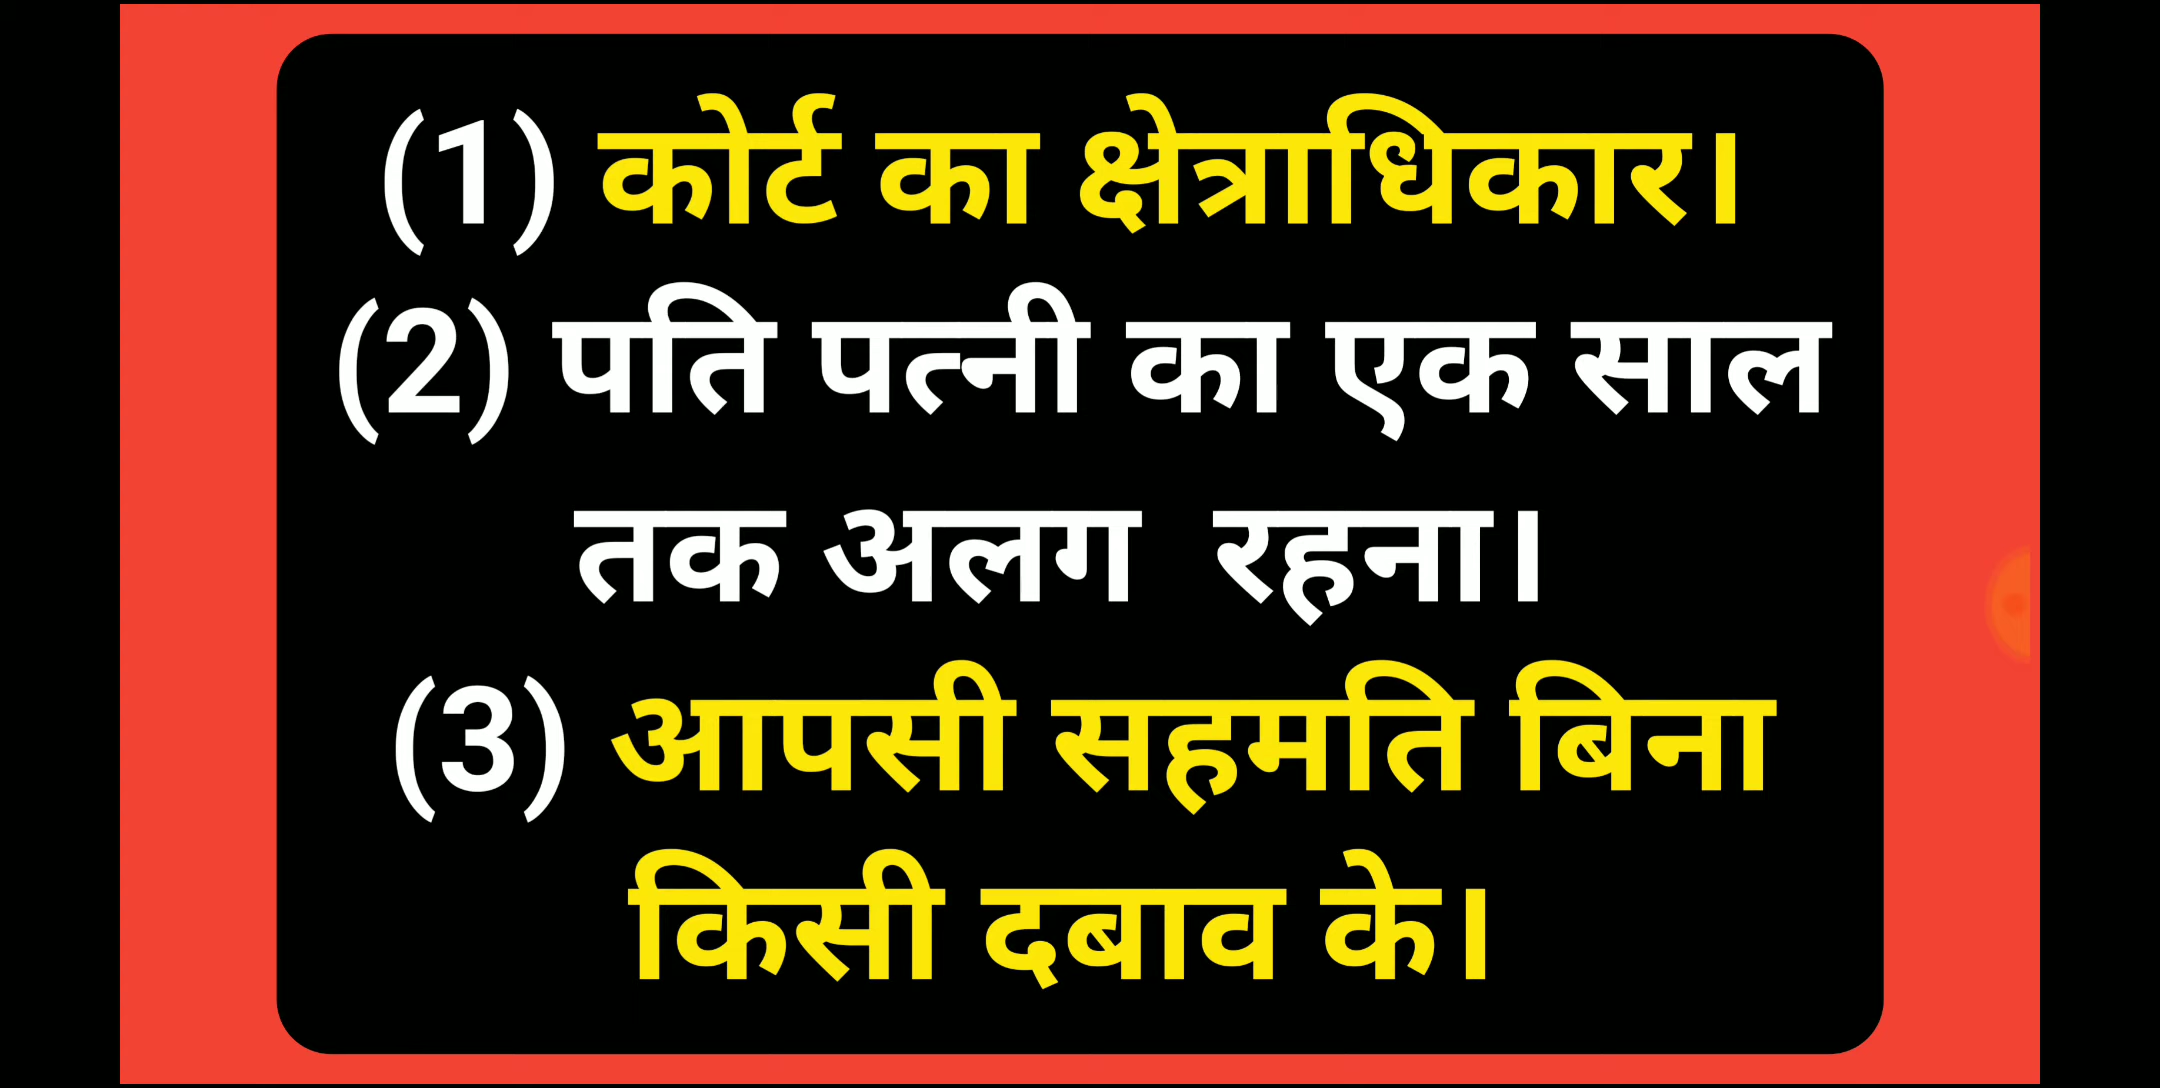 (1) कोर्ट का क्षेत्राधिकार।
(2) पति पत्नी का एक साल
तक अलग  रहना।
(3) आपसी सहमति बिना
किसी दबाव के।